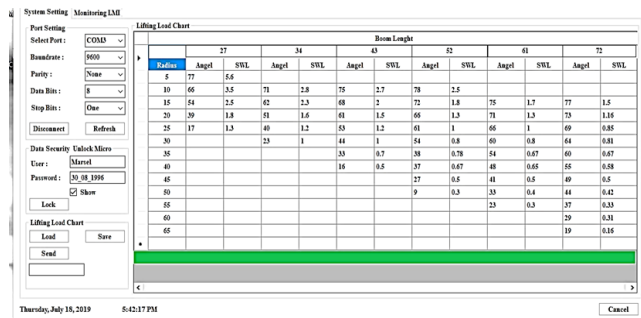 System Setting Monitoring LMI
Port Setting
Select Port : COM3
Baundrate : 9600
Parity : None
Data Bits : 8
Stop Bits : One
Disconnect Refresh
Data Security Unlock Micro
User : Marsel
Password : 30_08_1996
Show
Lock
Lifting Load Chart
Load Save
Send
Lifting Load Chart
Boom Lenght
27 34 43 52 61 72
Radius Angel SWL Angel SWL Angel SWL Angel SWL Angel SWL Angel SWL
5 77 5.6
10 66 3.5 71 2.8 75 2.7 78 2.5
15 54 2.5 62 2.3 68 2 72 1.8 75 1.7 77 1.5
20 39 1.8 51 1.6 61 1.5 66 1.3 71 1.3 73 1.16
25 17 1.3 40 1.2 53 1.2 61 1 66 1 69 0.85
30 23 1 44 1 54 0.8 60 0.8 64 0.81
35 33 0.7 38 0.78 54 0.67 60 0.67
40 16 0.5 37 0.67 48 0.65 55 0.58
45 27 0.5 41 0.5 49 0.5
50 9 0.3 33 0.4 44 0.42
55 23 0.3 37 0.33
60 29 0.31
65 19 0.16
Thursday, July 18, 2019 5:42:17 PM Cancel